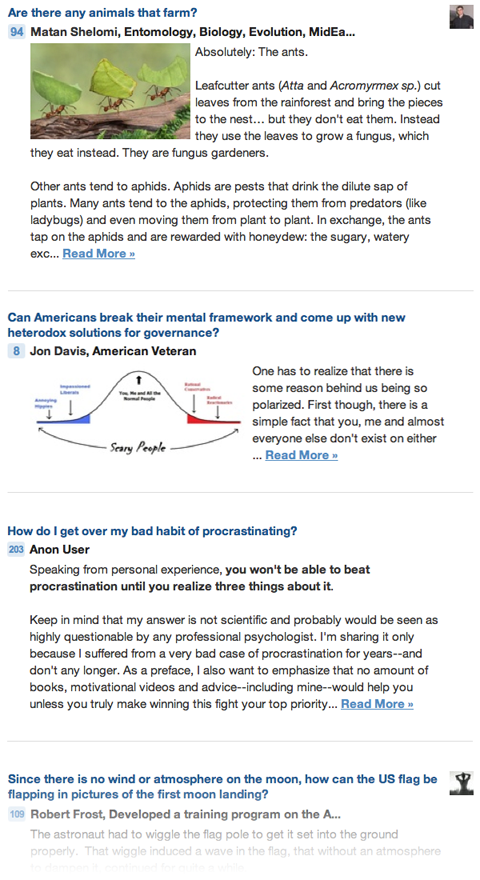 Are there any animals that farm?
94 Matan Shelomi, Entomology, Biology, Evolution, MidEa...
Absolutely: The ants.
Leafcutter ants (Atta and Acromyrmex sp.) cut
leaves from the rainforest and bring the pieces
to the nest... but they don't eat them. Instead
they use the leaves to grow a fungus, which
they eat instead. They are fungus gardeners.
Other ants tend to aphids. Aphids are pests that drink the dilute sap of
plants. Many ants tend to the aphids, protecting them from predators (like
ladybugs) and even moving them from plant to plant. In exchange, the ants
tap on the aphids and are rewarded with honeydew: the sugary, watery
exc... Read More »
Can Americans break their mental framework and come up with new
heterodox solutions for governance?
8 Jon Davis, American Veteran
Annoying
Hippies
Impassioned
Liberals
You, Me and All the
Normal People
Rational
Conservatives
Radical
Scary People
One has to realize that there is
some reason behind us being so
polarized. First though, there is a
simple fact that you, me and almost
everyone else don't exist on either
... Read More »
How do I get over my bad habit of procrastinating?
203 Anon User
Speaking from personal experience, you won't be able to beat
procrastination until you realize three things about it.
Keep in mind that my answer is not scientific and probably would be seen as
highly questionable by any professional psychologist. I'm sharing it only
because I suffered from a very bad case of procrastination for years--and
don't any longer. As a preface, I also want to emphasize that no amount of
books, motivational videos and advice--including mine--would help you
unless you truly make winning this fight your top priority... Read More »
Since there is no wind or atmosphere on the moon, how can the US flag be
flapping in pictures of the first moon landing?
109 Robert Frost, Developed a training program on the A...
The astronaut had to wiggle the flag pole to get it set into the ground
properly. That wiggle induced a wave in the flag, that without an atmosphere